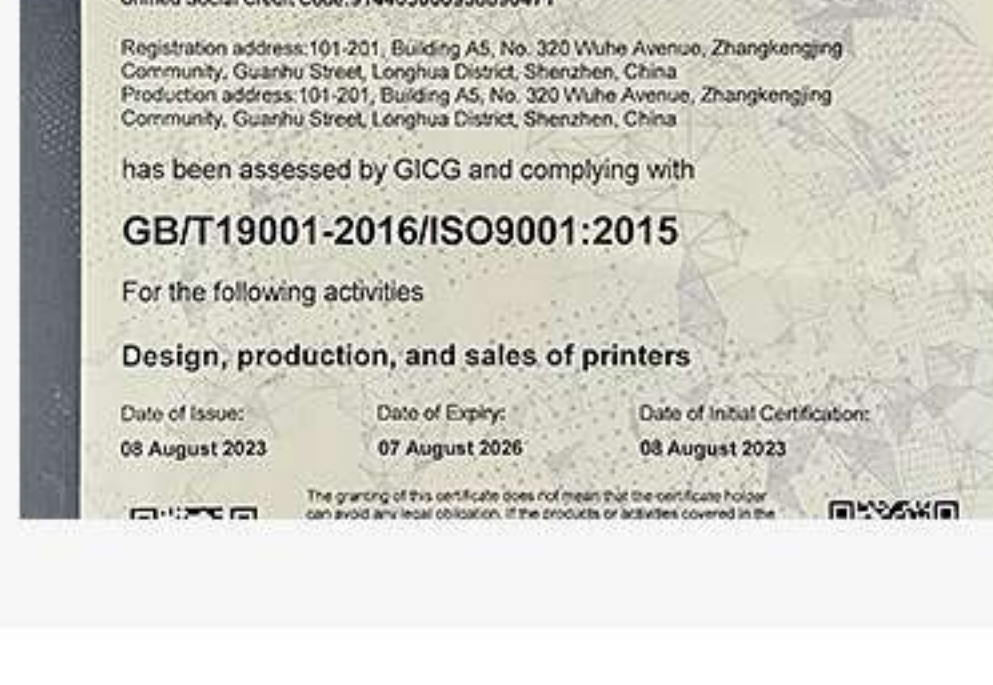 Registration address:101-201, Building A5, No. 320 Wuhe Avenue, Zhangkengjing
Community, Guanhu Street, Longhua District, Shenzhen, China
Production address:101-201, Building A5, No. 320 Wuhe Avenue, Zhangkengjing
Community, Guanhu Street, Longhua District, Shenzhen, China
has been assessed by GICG and complying with
GB/T19001-2016/ISO9001:2015
For the following activities
Design, production, and sales of printers
Date of Issue: Date of Expiry: Date of Initial Certification:
08 August 2023 07 August 2026 08 August 2023
The granting of this certificate does not mean that the certificate holder
can avoid any legal obligation. If the products or activities covered in the